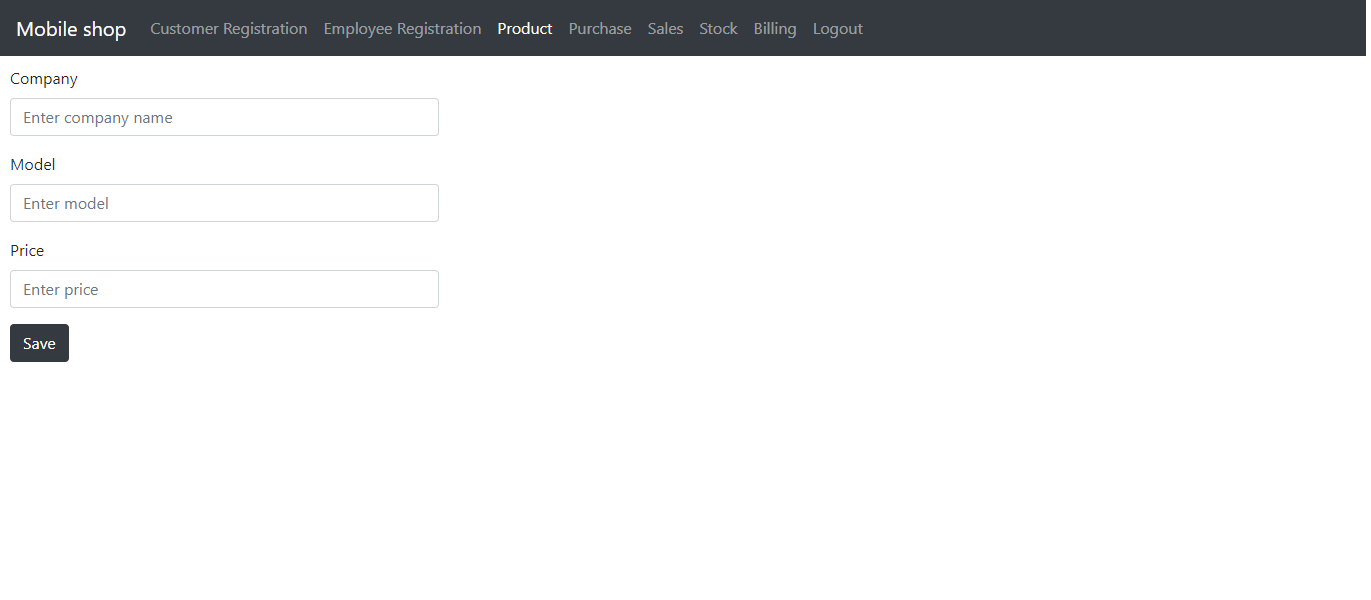 Mobile shop Customer Registration Employee Registration Product Purchase Sales Stock Billing Logout
Company
Enter company name
Model
Enter model
Price
Enter price
Save